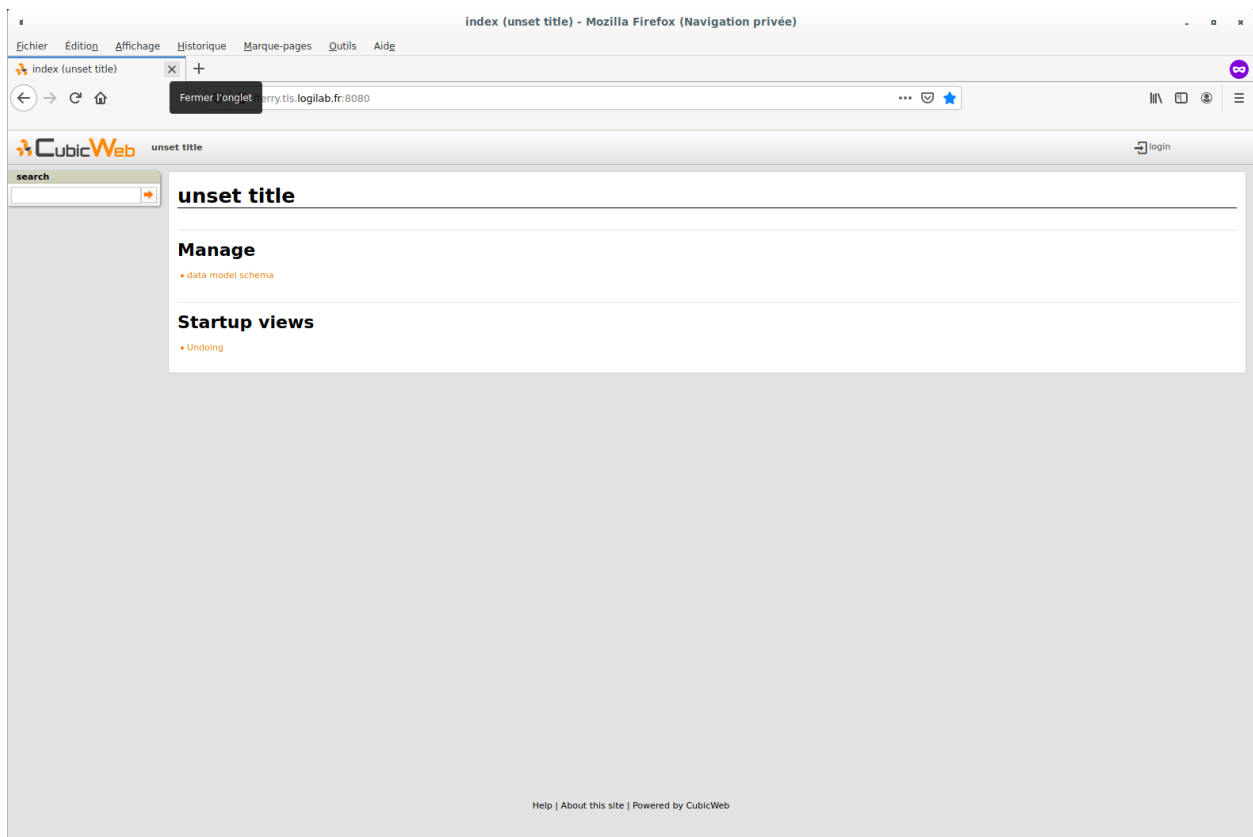 index (unset title) - Mozilla Firefox (Navigation privée)
Fichier Édition Affichage Historique Marque-pages Outils Aide
index (unset title)
Fermer l'onglet
erry.tls.logilab.fr:8080
CubicWeb unset title login
search
unset title
Manage
data model schema
Startup views
Undoing
Help | About this site | Powered by CubicWeb